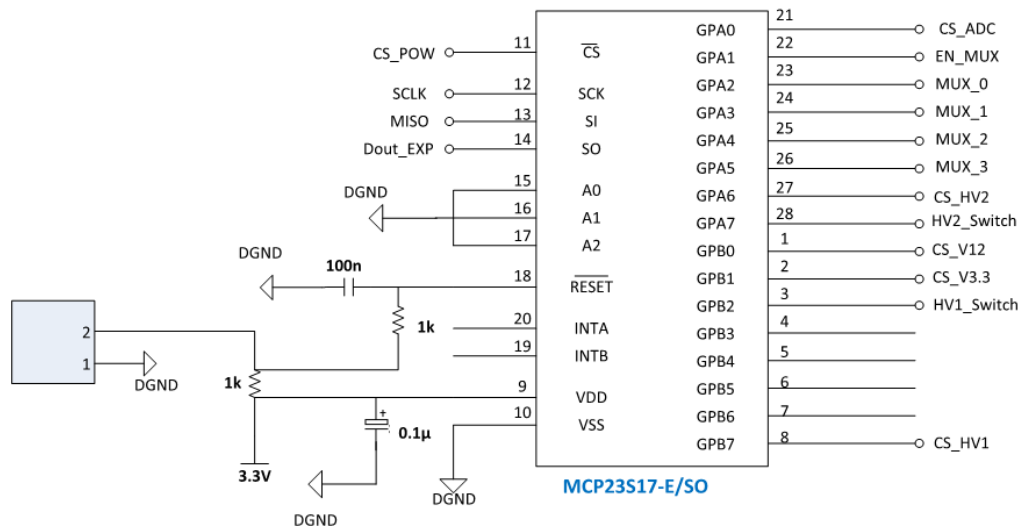 21
GPA0 CS_ADC
22
11 CS_POW CS GPA1 EN_MUX
23
12 SCLK SCK GPA2 MUX_0
24
13 MISO SI GPA3 MUX_1
25
14 Dout_EXP SO GPA4 MUX_2
26
GPA5 MUX_3
15 DGND A0 27
GPA6 CS_HV2
16 A1 28
GPA7 HV2_Switch
17 A2 1
GPB0 CS_V12
DGND 100n 18 2
RESET GPB1 CS_V3.3
3
GPB2 HV1_Switch
1k 20 INTA 4
GPB3
2 19 INTB 5
GPB4
1 DGND 1k 9 6
VDD GPB5
10 7
+ 0.1µ VSS GPB6
8
GPB7 CS_HV1
3.3V
DGND DGND MCP23S17-E/SO